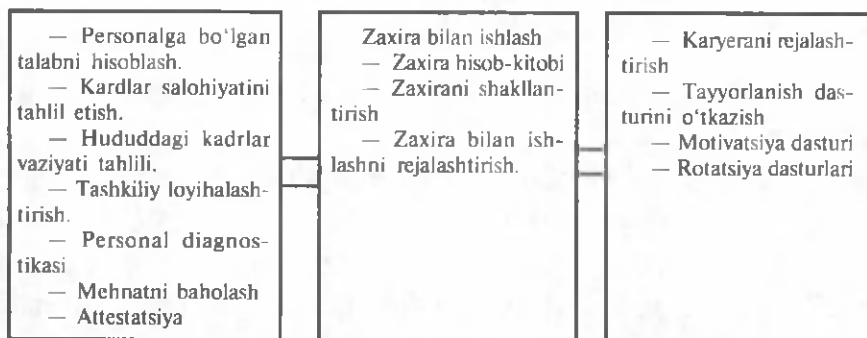 — Personalga bo‘lgan
talabni hisoblash.
— Kardlar salohiyatini
tahlil etish.
— Hududdagi kadrlar
vaziyati tahlili.
— Tashkiliy loyihalash-
tirish.
— Personal diagnos-
tikasi
— Mehnatni baholash
— Attestatsiya
Zaxira bilan ishlash
— Zaxira hisob-kitobi
— Zaxirani shakllan-
tirish
— Zaxira bilan ish-
lashni rejalashtirish.
— Karyerani rejalash-
tirish
— Tayyorlanish das-
turini o‘tkazish
— Motivatsiya dasturi
— Rotatsiya dasturlari